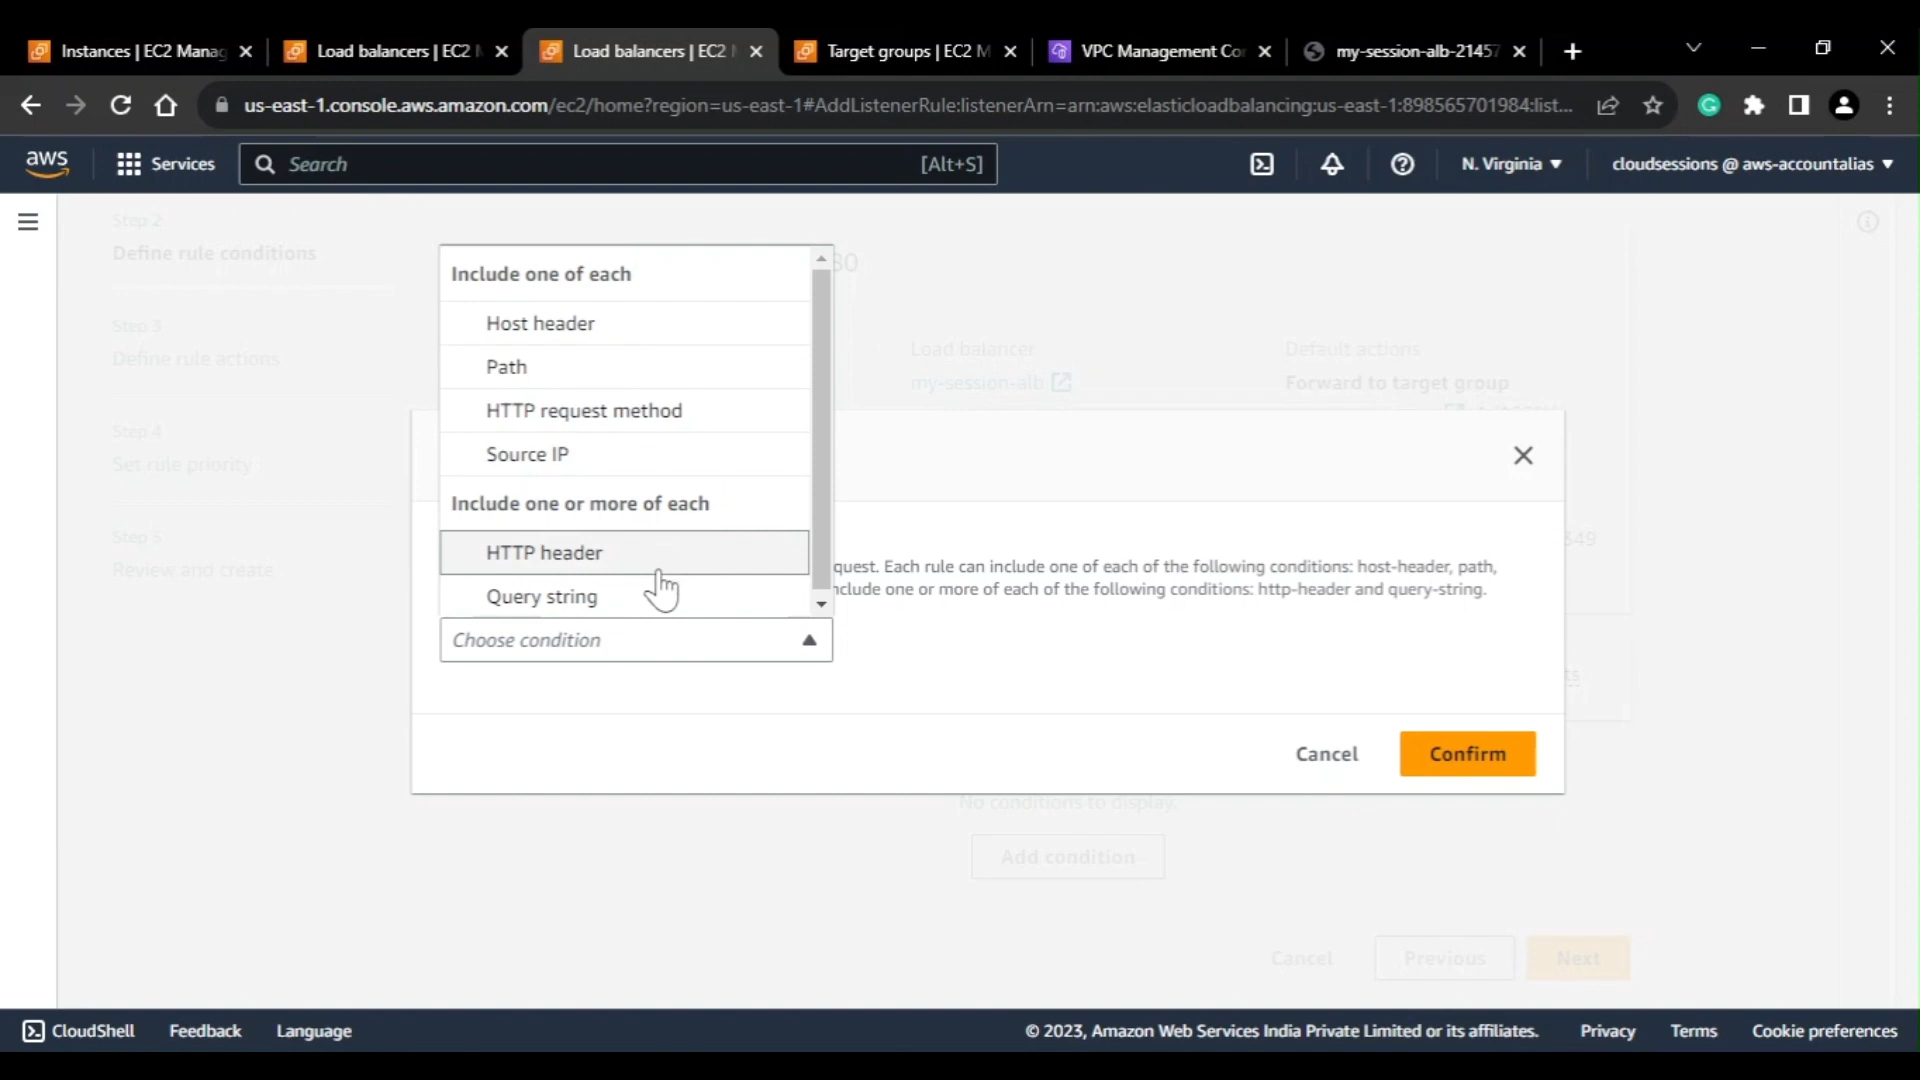 Instances | EC2 Manag
Load balancers | EC2
Load balancers | EC2
Target groups | EC2 M
VPC Management Co
my-session-alb-21457
us-east-1.console.aws.amazon.com/ec2/home?region=us-east-1#AddListenerRule:listenerArn=arn:aws:elasticloadbalancing:us-east-1:898565701984:list...
aws
Services
Search
[Alt+S]
N. Virginia
cloudsessions @ aws-accountalias
Step 2
Define rule conditions
Step 3
Define rule actions
Step 4
Set rule priority
Step 5
Review and create
Include one of each
Host header
Path
HTTP request method
Source IP
Include one or more of each
HTTP header
Query string
Choose condition
80
Load balancer
my-session-alb
Default actions
Forward to target group
quest. Each rule can include one of each of the following conditions: host-header, path,
nclude one or more of each of the following conditions: http-header and query-string.
Cancel
Confirm
No conditions to display.
Add condition
Cancel
Previous
Next
CloudShell
Feedback
Language
© 2023, Amazon Web Services India Private Limited or its affiliates.
Privacy
Terms
Cookie preferences